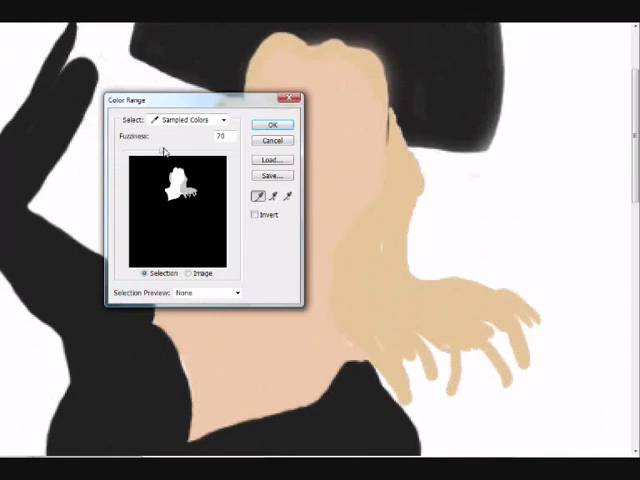 Color Range
Select: Sampled Colors
Fuzziness: 70
OK
Cancel
Load...
Save...
Invert
Selection Image
Selection Preview: None